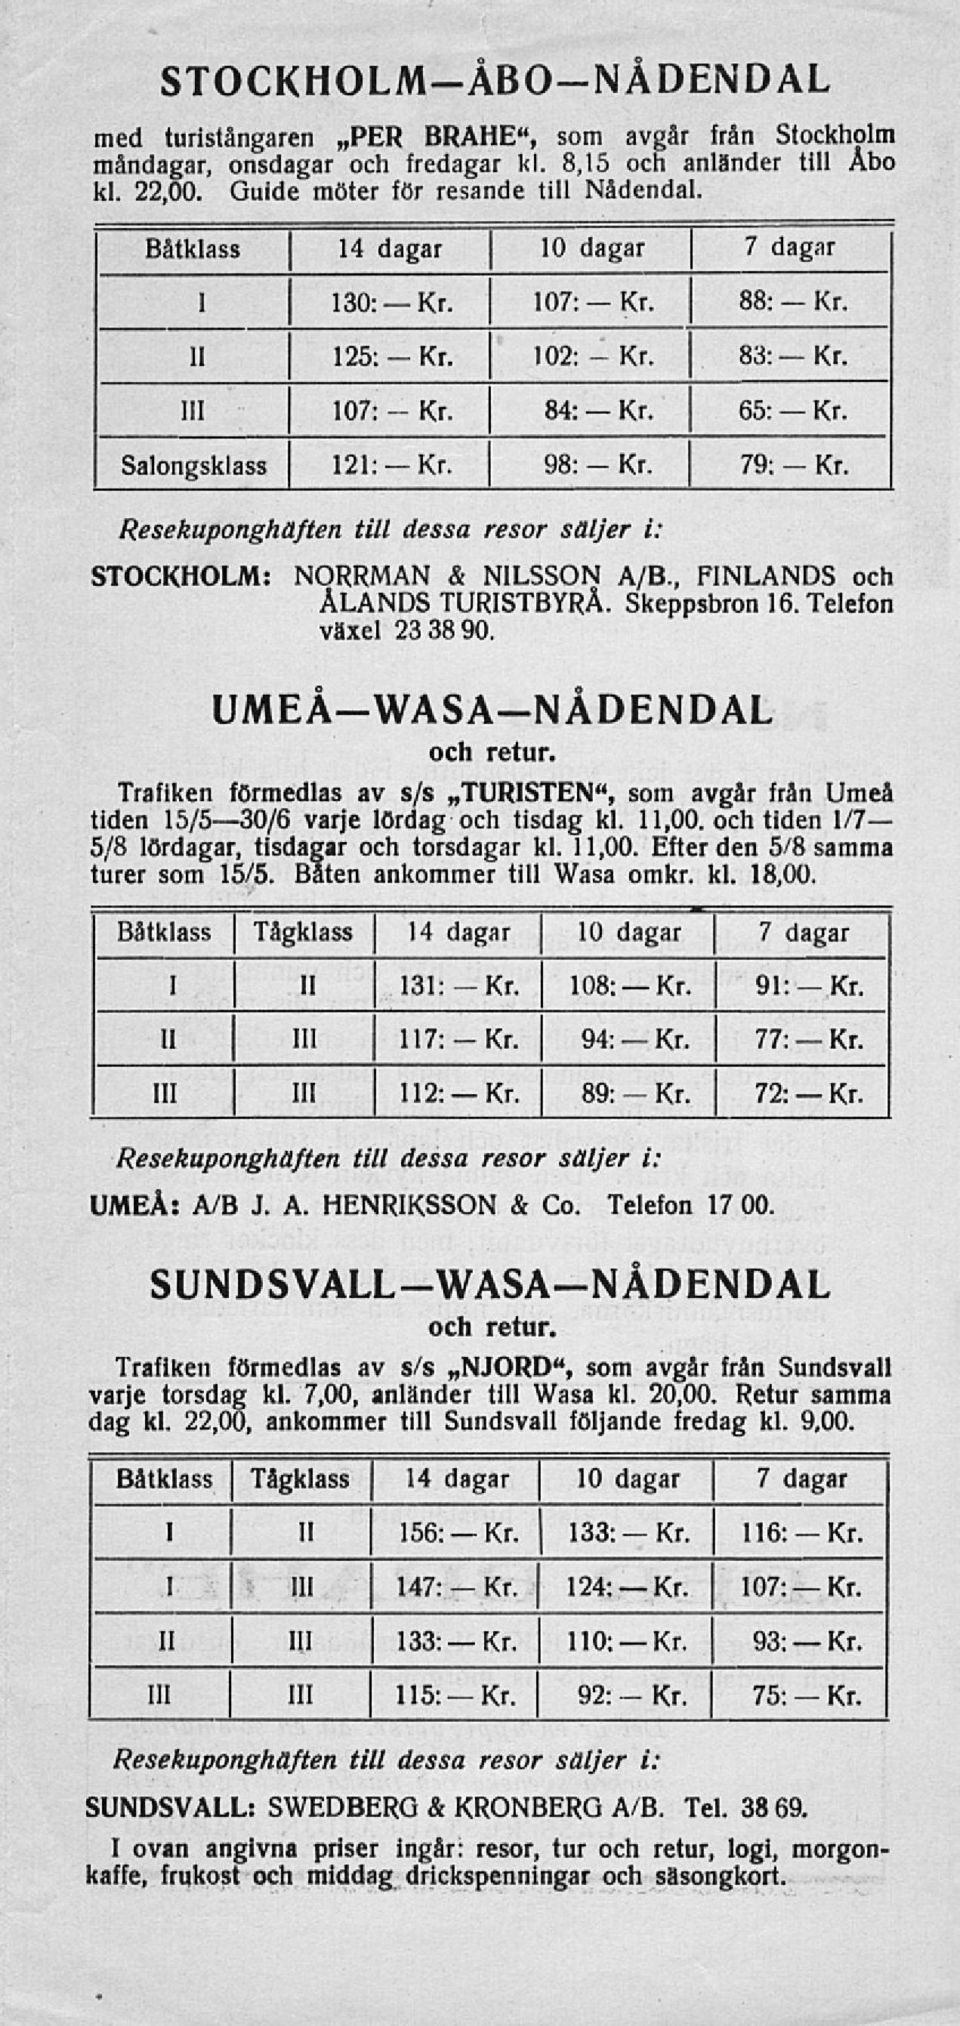 STOCKHOLM—ÅBO—NÅDENDAL
med turistångaren „PER BRAHE“, som avgår från Stockholm
måndagar, onsdagar och fredagar kl. 8,15 och anländer till Åbo
kl. 22,00. Guide möter för resande till Nådendal.
Båtklass | 14 dagar | 10 dagar | 7 dagar
I | 130: — Kr. | 107: — Kr. | 88: — Kr.
II | 125: — Kr. | 102: — Kr. | 83: — Kr.
III | 107: — Kr. | 84: — Kr. | 65: — Kr.
Salongsklass | 121: — Kr. | 98: — Kr. | 79: — Kr.
Resekuponghäften till dessa resor säljer i:
STOCKHOLM: NORRMAN & NILSSON A/B., FINLANDS och
ÅLANDS TURISTBYRÅ. Skeppsbron 16. Telefon
växel 23 38 90.
UMEÅ—WASA—NÅDENDAL
och retur.
Trafiken förmedlas av s/s „TURISTEN“, som avgår från Umeå
tiden 15/5—30/6 varje lördag och tisdag kl. 11,00. och tiden 1/7—
5/8 lördagar, tisdagar och torsdagar kl. 11,00. Efter den 5/8 samma
turer som 15/5. Båten ankommer till Wasa omkr. kl. 18,00.
Båtklass | Tågklass | 14 dagar | 10 dagar | 7 dagar
I | II | 131: — Kr. | 108: — Kr. | 91: — Kr.
II | III | 117: — Kr. | 94: — Kr. | 77: — Kr.
III | III | 112: — Kr. | 89: — Kr. | 72: — Kr.
Resekuponghäften till dessa resor säljer i:
UMEÅ: A/B J. A. HENRIKSSON & Co. Telefon 17 00.
SUNDSVALL—WASA—NÅDENDAL
och retur.
Trafiken förmedlas av s/s „NJORD“, som avgår från Sundsvall
varje torsdag kl. 7,00, anländer till Wasa kl. 20,00. Retur samma
dag kl. 22,00, ankommer till Sundsvall följande fredag kl. 9,00.
Båtklass | Tågklass | 14 dagar | 10 dagar | 7 dagar
I | II | 156: — Kr. | 133: — Kr. | 116: — Kr.
I | III | 147: — Kr. | 124: — Kr. | 107: — Kr.
II | III | 133: — Kr. | 110: — Kr. | 93: — Kr.
III | III | 115: — Kr. | 92: — Kr. | 75: — Kr.
Resekuponghäften till dessa resor säljer i:
SUNDSVALL: SWEDBERG & KRONBERG A/B. Tel. 38 69.
I ovan angivna priser ingår: resor, tur och retur, logi, morgon-
kaffe, frukost och middag drickspenningar och säsongkort.